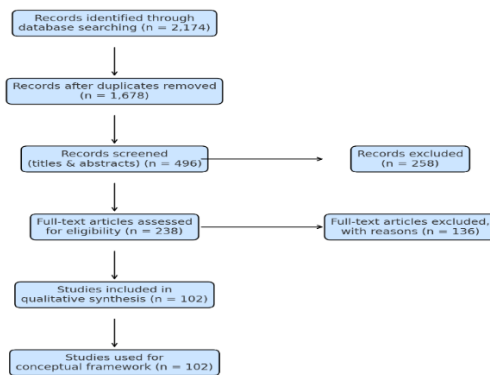 Records identified through
database searching (n = 2,174)
Records after duplicates removed
(n = 1,678)
Records screened
(titles & abstracts) (n = 496)
Records excluded
(n = 258)
Full-text articles assessed
for eligibility (n = 238)
Full-text articles excluded,
with reasons (n = 136)
Studies included in
qualitative synthesis (n = 102)
Studies used for
conceptual framework (n = 102)